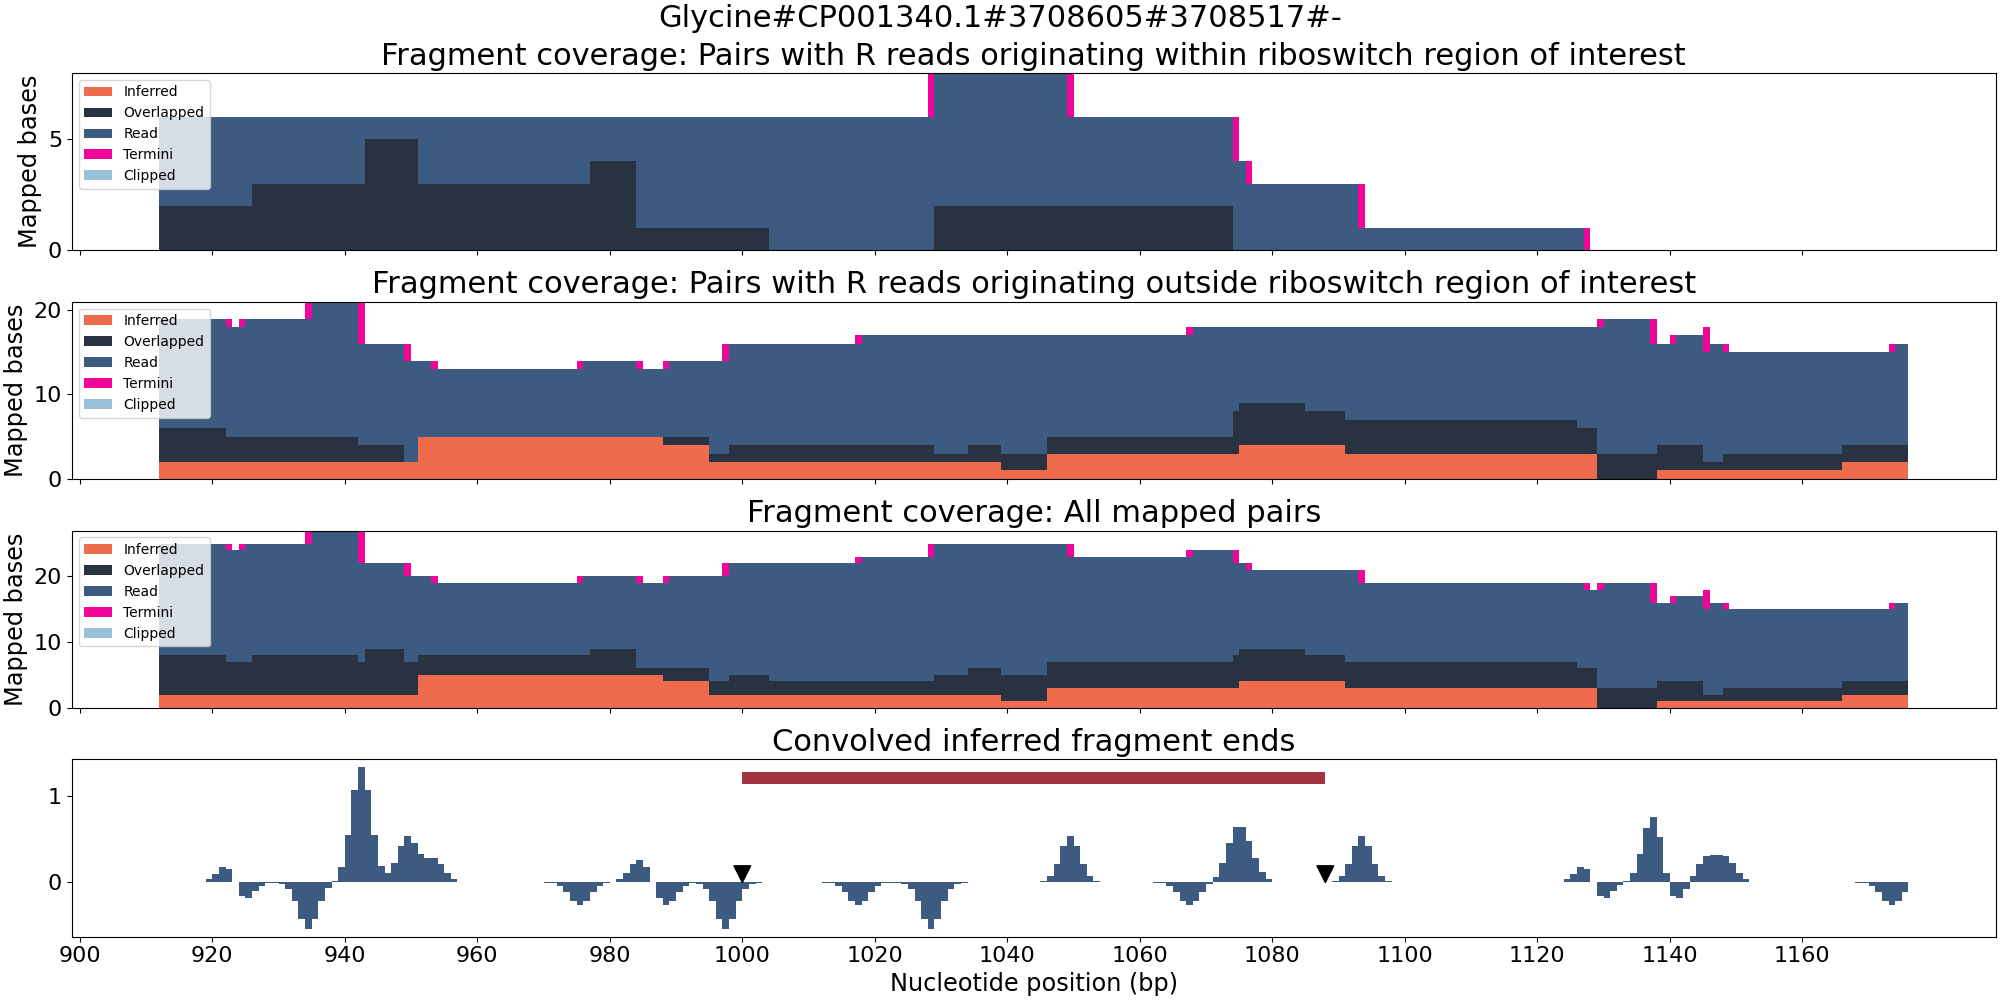 Glycine#CP001340.1#3708605#3708517#-
Fragment coverage: Pairs with R reads originating within riboswitch region of interest
Mapped bases
5
0
Inferred
Overlapped
Read
Termini
Clipped
Fragment coverage: Pairs with R reads originating outside riboswitch region of interest
Mapped bases
20
10
0
Inferred
Overlapped
Read
Termini
Clipped
Fragment coverage: All mapped pairs
Mapped bases
20
10
0
Inferred
Overlapped
Read
Termini
Clipped
Convolved inferred fragment ends
1
0
900 920 940 960 980 1000 1020 1040 1060 1080 1100 1120 1140 1160
Nucleotide position (bp)